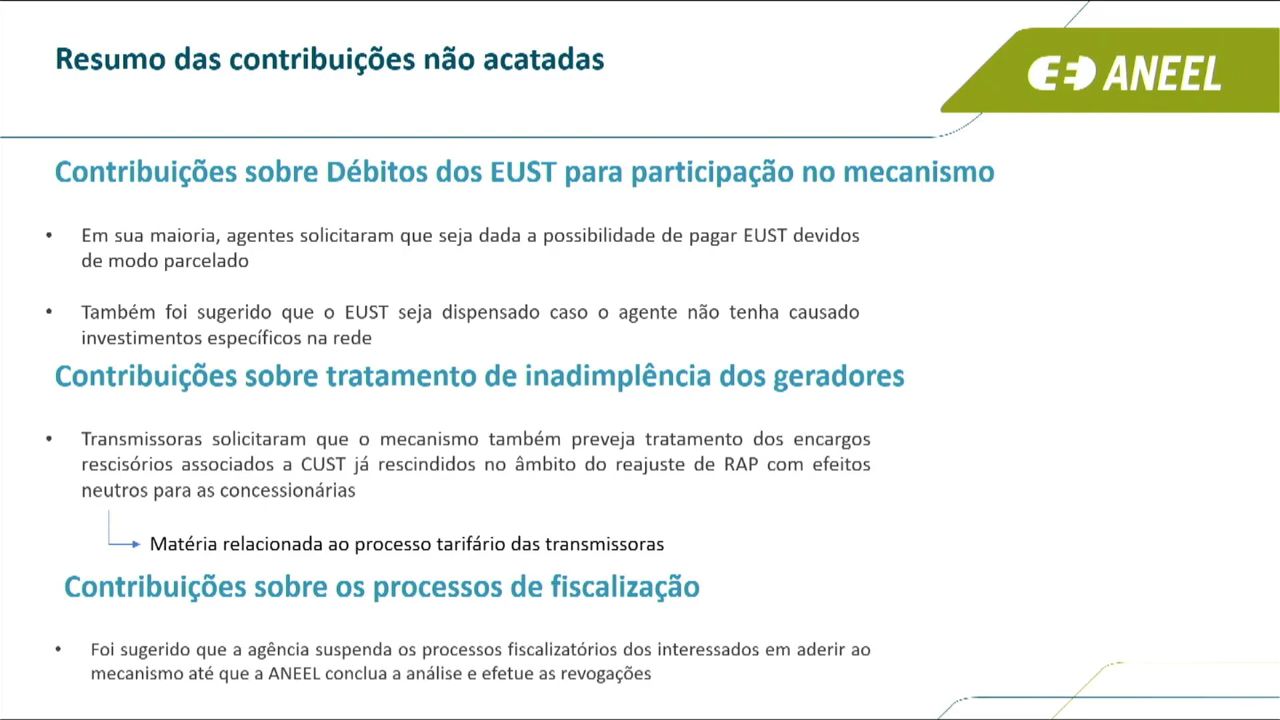 Resumo das contribuições não acatadas
ANEEL
Contribuições sobre Débitos dos EUST para participação no mecanismo
• Em sua maioria, agentes solicitaram que seja dada a possibilidade de pagar EUST devidos
de modo parcelado
• Também foi sugerido que o EUST seja dispensado caso o agente não tenha causado
investimentos específicos na rede
Contribuições sobre tratamento de inadimplência dos geradores
• Transmissoras solicitaram que o mecanismo também preveja tratamento dos encargos
rescisórios associados a CUST já rescindidos no âmbito do reajuste de RAP com efeitos
neutros para as concessionárias
Matéria relacionada ao processo tarifário das transmissoras
Contribuições sobre os processos de fiscalização
• Foi sugerido que a agência suspenda os processos fiscalizatórios dos interessados em aderir ao
mecanismo até que a ANEEL conclua a análise e efetue as revogações